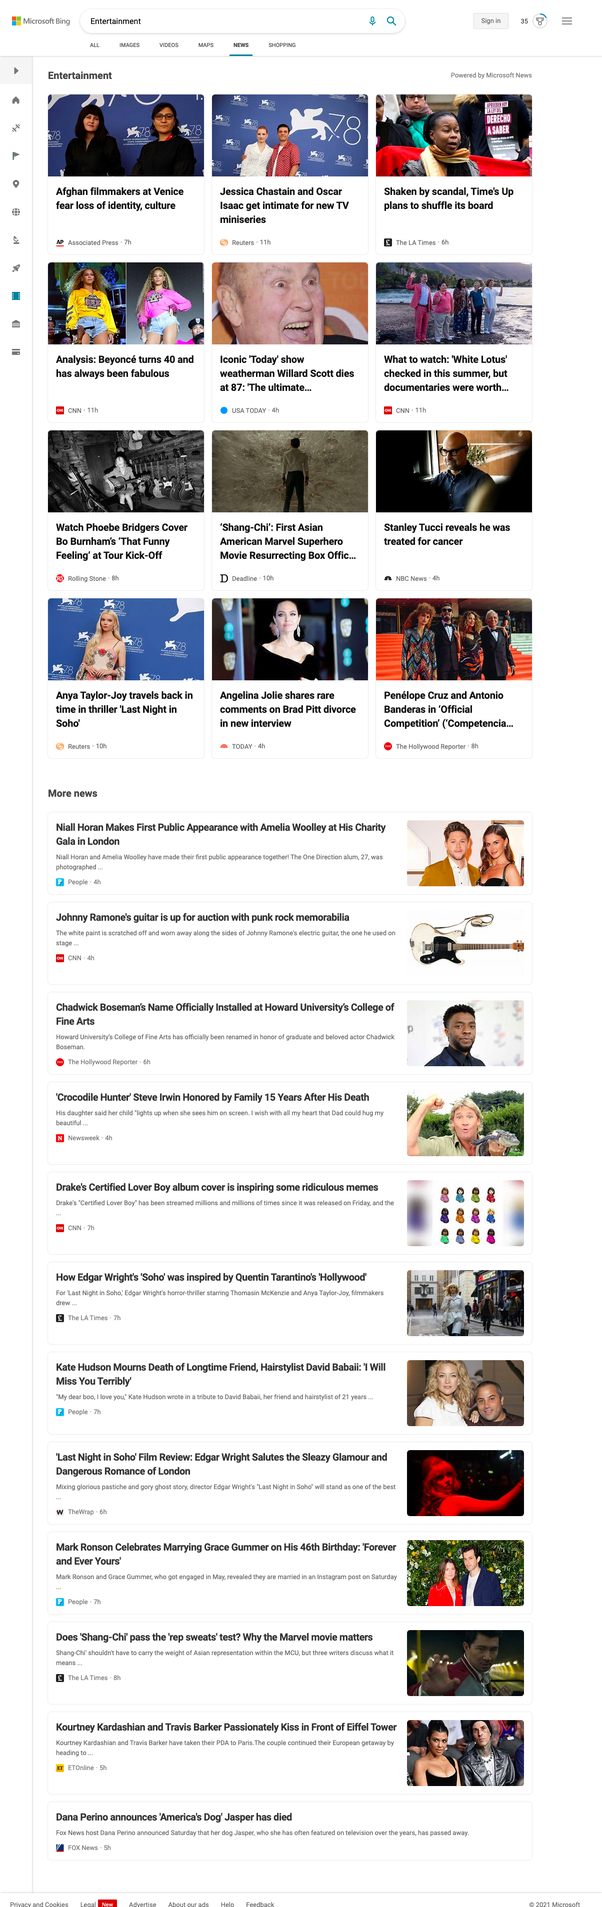 Microsoft Bing
Entertainment
Sign in
35
ALL
IMAGES
VIDEOS
MAPS
NEWS
SHOPPING
Entertainment
Powered by Microsoft News
Afghan filmmakers at Venice
fear loss of identity, culture
AP Associated Press · 7h
Jessica Chastain and Oscar
Isaac get intimate for new TV
miniseries
Reuters · 11h
DERECHO
A SABER
Shaken by scandal, Time's Up
plans to shuffle its board
The LA Times · 6h
Analysis: Beyoncé turns 40 and
has always been fabulous
CNN · 11h
Iconic 'Today' show
weatherman Willard Scott dies
at 87: 'The ultimate...
USA TODAY · 4h
What to watch: 'White Lotus'
checked in this summer, but
documentaries were worth...
CNN · 11h
Watch Phoebe Bridgers Cover
Bo Burnham's 'That Funny
Feeling' at Tour Kick-Off
Rolling Stone · 8h
'Shang-Chi': First Asian
American Marvel Superhero
Movie Resurrecting Box Offic...
Deadline · 10h
Stanley Tucci reveals he was
treated for cancer
NBC News · 4h
Anya Taylor-Joy travels back in
time in thriller 'Last Night in
Soho'
Reuters · 10h
Angelina Jolie shares rare
comments on Brad Pitt divorce
in new interview
TODAY · 4h
Penélope Cruz and Antonio
Banderas in 'Official
Competition' ('Competencia...
The Hollywood Reporter · 8h
More news
Niall Horan Makes First Public Appearance with Amelia Woolley at His Charity
Gala in London
Niall Horan and Amelia Woolley have made their first public appearance together! The One Direction alum, 27, was
photographed ...
People · 4h
Johnny Ramone's guitar is up for auction with punk rock memorabilia
The white paint is scratched off and worn away along the sides of Johnny Ramone's electric guitar, the one he used on
stage ...
CNN · 4h
Chadwick Boseman's Name Officially Installed at Howard University's College of
Fine Arts
Howard University's College of Fine Arts has officially been renamed in honor of graduate and beloved actor Chadwick
Boseman.
The Hollywood Reporter · 6h
'Crocodile Hunter' Steve Irwin Honored by Family 15 Years After His Death
His daughter said her child "lights up when she sees him on screen. I wish with all my heart that Dad could hug my
beautiful ...
Newsweek · 4h
Drake's Certified Lover Boy album cover is inspiring some ridiculous memes
Drake's "Certified Lover Boy" has been streamed millions and millions of times since it was released on Friday, and the
...
CNN · 7h
How Edgar Wright's 'Soho' was inspired by Quentin Tarantino's 'Hollywood'
For 'Last Night in Soho,' Edgar Wright's horror-thriller starring Thomasin McKenzie and Anya Taylor-Joy, filmmakers
drew ...
The LA Times · 7h
Kate Hudson Mourns Death of Longtime Friend, Hairstylist David Babaii: 'I Will
Miss You Terribly'
"My dear boo, I love you," Kate Hudson wrote in a tribute to David Babaii, her friend and hairstylist of 21 years ...
People · 7h
'Last Night in Soho' Film Review: Edgar Wright Salutes the Sleazy Glamour and
Dangerous Romance of London
Mixing glorious pastiche and gory ghost story, director Edgar Wright's "Last Night in Soho" will stand as one of the best
...
TheWrap · 6h
Mark Ronson Celebrates Marrying Grace Gummer on His 46th Birthday: 'Forever
and Ever Yours'
Mark Ronson and Grace Gummer, who got engaged in May, revealed they are married in an Instagram post on Saturday
...
People · 7h
Does 'Shang-Chi' pass the 'rep sweats' test? Why the Marvel movie matters
Shang-Chi' shouldn't have to carry the weight of Asian representation within the MCU, but three writers discuss what it
means ...
The LA Times · 8h
Kourtney Kardashian and Travis Barker Passionately Kiss in Front of Eiffel Tower
Kourtney Kardashian and Travis Barker have taken their PDA to Paris.The couple continued their European getaway by
heading to ...
ETOnline · 5h
Dana Perino announces 'America's Dog' Jasper has died
Fox News host Dana Perino announced Saturday that her dog Jasper, who she has often featured on television over the years, has passed away.
FOX News · 5h
Privacy and Cookies
Legal New
Advertise
About our ads
Help
Feedback
© 2021 Microsoft